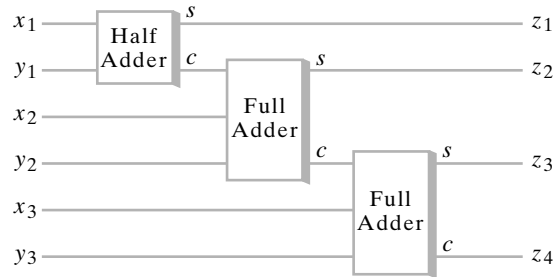 x1 Half Adder s z1
y1 c s z2
x2 Full Adder
y2 c s z3
x3 Full Adder
y3 c z4